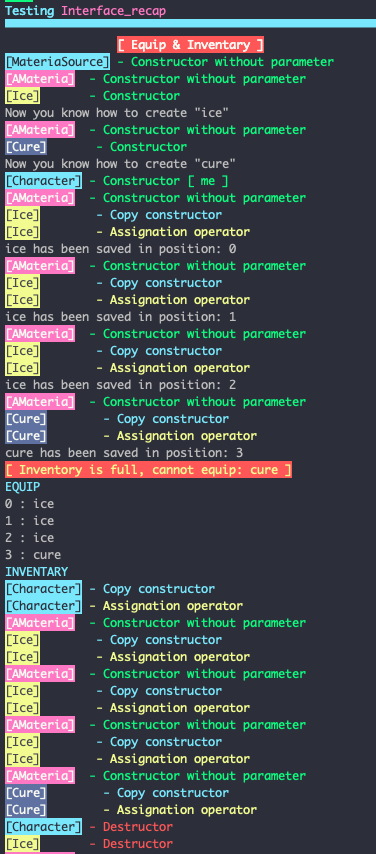 Testing Interface_recap
[ Equip & Inventory ]
[MateriaSource] - Constructor without parameter
[AMateria] - Constructor without parameter
[Ice] - Constructor
Now you know how to create "ice"
[AMateria] - Constructor without parameter
[Cure] - Constructor
Now you know how to create "cure"
[Character] - Constructor [ me ]
[AMateria] - Constructor without parameter
[Ice] - Copy constructor
[Ice] - Assignation operator
ice has been saved in position: 0
[AMateria] - Constructor without parameter
[Ice] - Copy constructor
[Ice] - Assignation operator
ice has been saved in position: 1
[AMateria] - Constructor without parameter
[Ice] - Copy constructor
[Ice] - Assignation operator
ice has been saved in position: 2
[AMateria] - Constructor without parameter
[Cure] - Copy constructor
[Cure] - Assignation operator
cure has been saved in position: 3
[ Inventory is full, cannot equip: cure ]
EQUIP
0 : ice
1 : ice
2 : ice
3 : cure
INVENTARY
[Character] - Copy constructor
[Character] - Assignation operator
[AMateria] - Constructor without parameter
[Ice] - Copy constructor
[Ice] - Assignation operator
[AMateria] - Constructor without parameter
[Ice] - Copy constructor
[Ice] - Assignation operator
[AMateria] - Constructor without parameter
[Ice] - Copy constructor
[Ice] - Assignation operator
[AMateria] - Constructor without parameter
[Cure] - Copy constructor
[Cure] - Assignation operator
[Character] - Destructor
[Ice] - Destructor